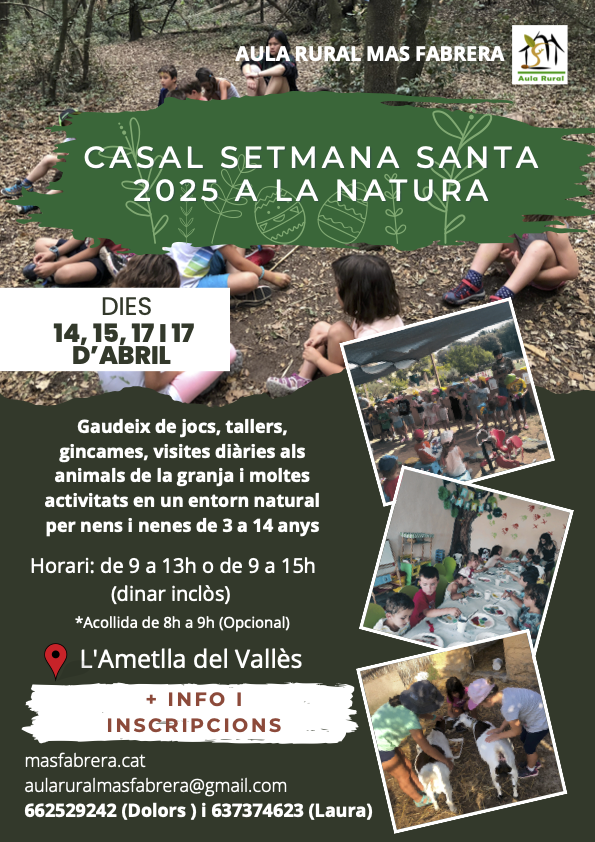 AULA RURAL MAS FABRERA
Aula Rural
CASAL SETMANA SANTA
2025 A LA NATURA
DIES
14, 15, 17 I 17
D'ABRIL
Gaudeix de jocs, tallers,
gincames, visites diàries als
animals de la granja i moltes
activitats en un entorn natural
per nens i nenes de 3 a 14 anys
Horari: de 9 a 13h o de 9 a 15h
(dinar inclòs)
*Acollida de 8h a 9h (Opcional)
L'Ametlla del Vallès
+ INFO I
INSCRIPCIONS
masfabrera.cat
aularuralmasfabrera@gmail.com
662529242 (Dolors ) i 637374623 (Laura)